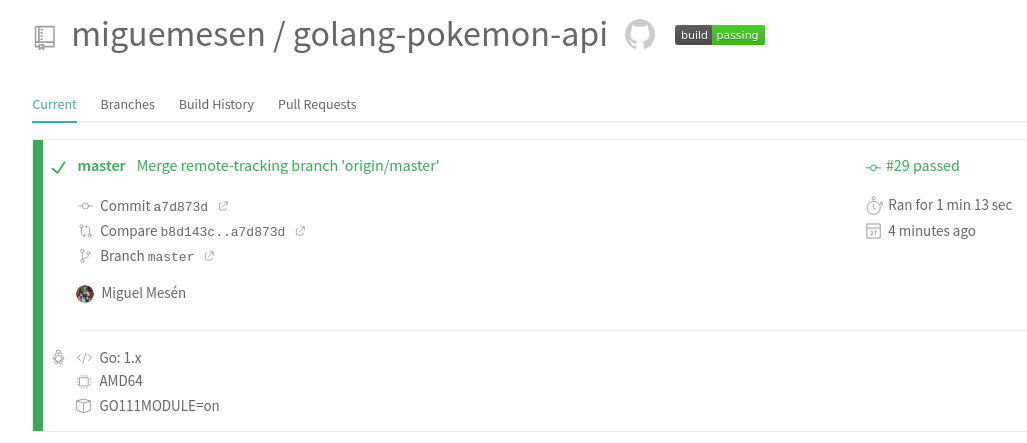 miguemesen / golang-pokemon-api
build passing
Current Branches Build History Pull Requests
master Merge remote-tracking branch 'origin/master'
#29 passed
Commit a7d873d
Ran for 1 min 13 sec
Compare b8d143c..a7d873d
27 4 minutes ago
Branch master
Miguel Mesén
</> Go: 1.x
AMD64
GO111MODULE=on